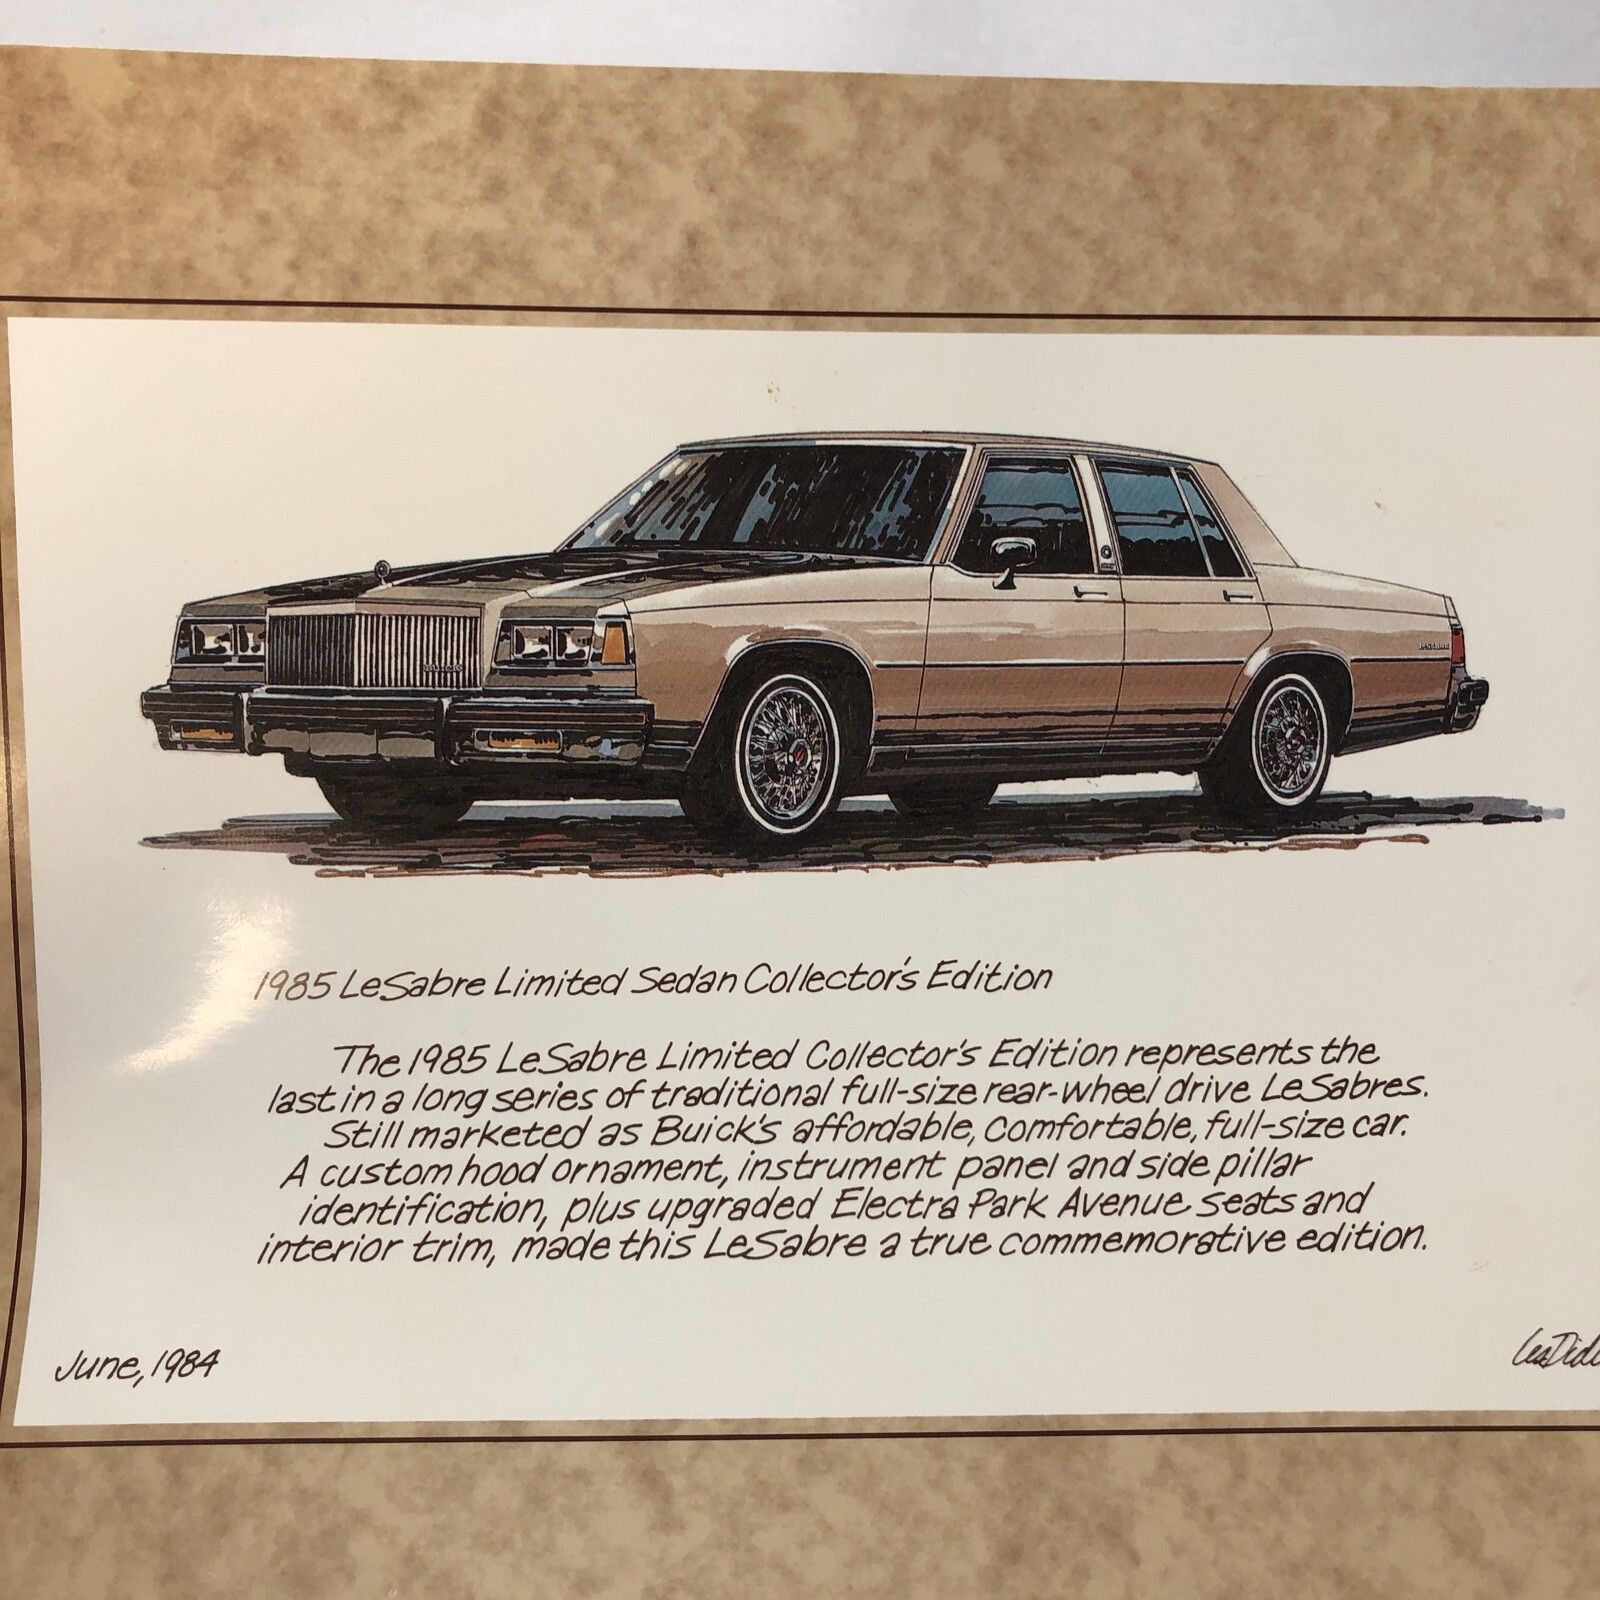 BUICK
LeSabre
1985 LeSabre Limited Sedan Collector's Edition
The 1985 LeSabre Limited Collector's Edition represents the
last in a long series of traditional full-size rear-wheel drive LeSabres.
Still marketed as Buick's affordable, comfortable, full-size car.
A custom hood ornament, instrument panel and side pillar
identification, plus upgraded Electra Park Avenue seats and
interior trim, made this LeSabre a true commemorative edition.
June, 1984